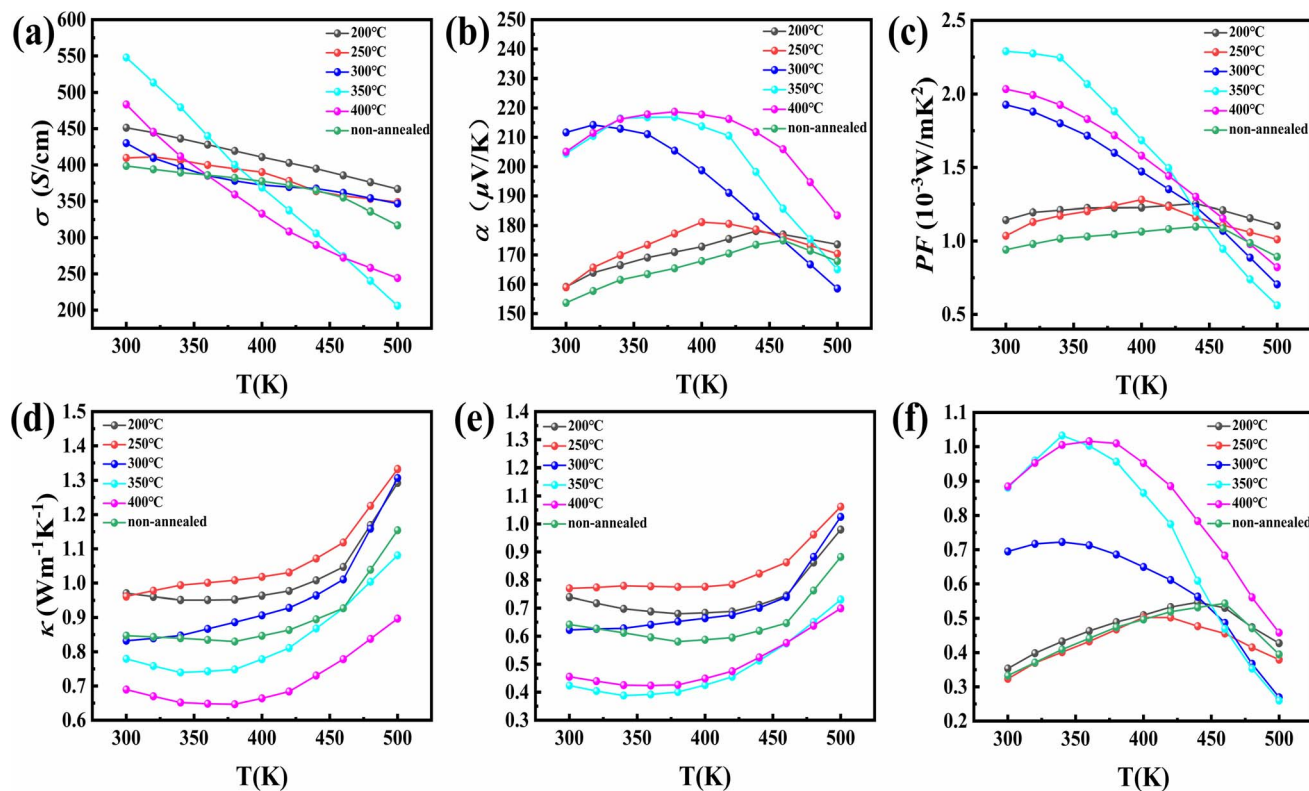 (a)
550
500
450
400
350
300
250
200
σ (S/cm)
200°C
250°C
300°C
350°C
400°C
non-annealed
300 350 400 450 500
T(K)
(b)
250
240
230
220
210
200
190
180
170
160
150
α (μV/K)
200°C
250°C
300°C
350°C
400°C
non-annealed
300 350 400 450 500
T(K)
(c)
2.5
2.0
1.5
1.0
0.5
PF (10⁻³W/mK²)
200°C
250°C
300°C
350°C
400°C
non-annealed
300 350 400 450 500
T(K)
(d)
1.5
1.4
1.3
1.2
1.1
1.0
0.9
0.8
0.7
0.6
κ (Wm⁻¹K⁻¹)
200°C
250°C
300°C
350°C
400°C
non-annealed
300 350 400 450 500
T(K)
(e)
1.4
1.3
1.2
1.1
1.0
0.9
0.8
0.7
0.6
0.5
0.4
0.3
200°C
250°C
300°C
350°C
400°C
non-annealed
300 350 400 450 500
T(K)
(f)
1.1
1.0
0.9
0.8
0.7
0.6
0.5
0.4
0.3
0.2
200°C
250°C
300°C
350°C
400°C
non-annealed
300 350 400 450 500
T(K)